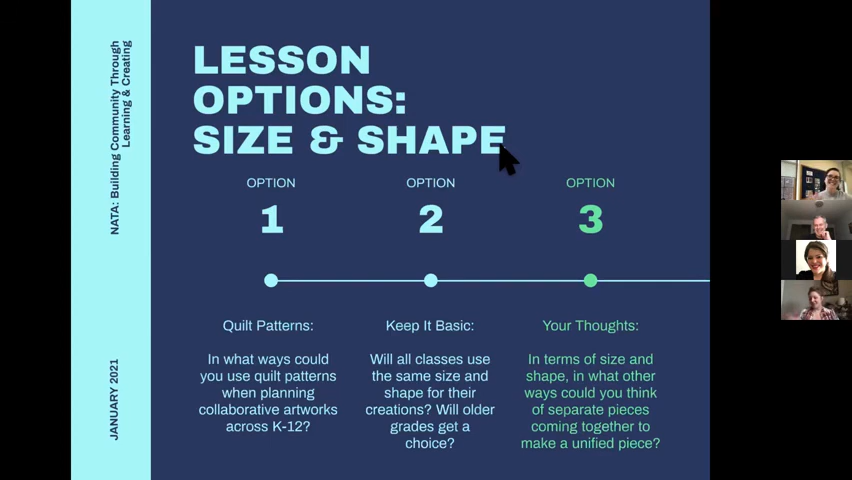 NATA: Building Community Through
Learning & Creating
JANUARY 2021
LESSON
OPTIONS:
SIZE & SHAPE
OPTION
1
Quilt Patterns:
In what ways could
you use quilt patterns
when planning
collaborative artworks
across K-12?
OPTION
2
Keep It Basic:
Will all classes use
the same size and
shape for their
creations? Will older
grades get a
choice?
OPTION
3
Your Thoughts:
In terms of size and
shape, in what other
ways could you think
of separate pieces
coming together to
make a unified piece?